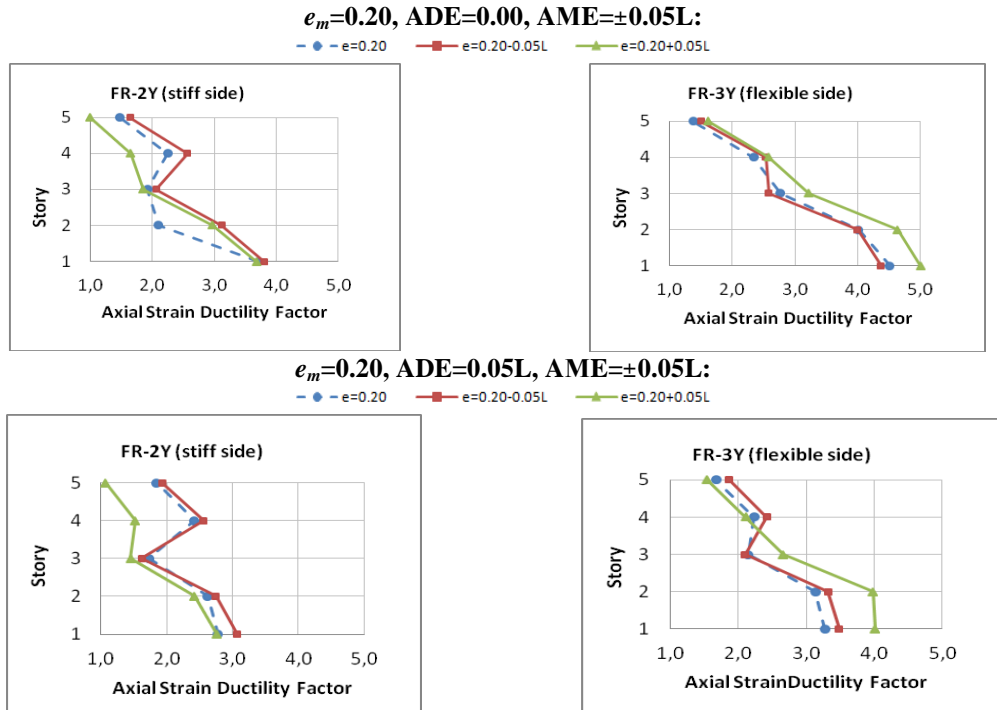 e_m=0.20, ADE=0.00, AME=±0.05L:
e=0.20 e=0.20-0.05L e=0.20+0.05L
FR-2Y (stiff side)
5
4
3
2
1
Story
1,0 2,0 3,0 4,0 5,0
Axial Strain Ductility Factor
FR-3Y (flexible side)
5
4
3
2
1
Story
1,0 2,0 3,0 4,0 5,0
Axial Strain Ductility Factor
e_m=0.20, ADE=0.05L, AME=±0.05L:
e=0.20 e=0.20-0.05L e=0.20+0.05L
FR-2Y (stiff side)
5
4
3
2
1
Story
1,0 2,0 3,0 4,0 5,0
Axial Strain Ductility Factor
FR-3Y (flexible side)
5
4
3
2
1
Story
1,0 2,0 3,0 4,0 5,0
Axial StrainDuctility Factor